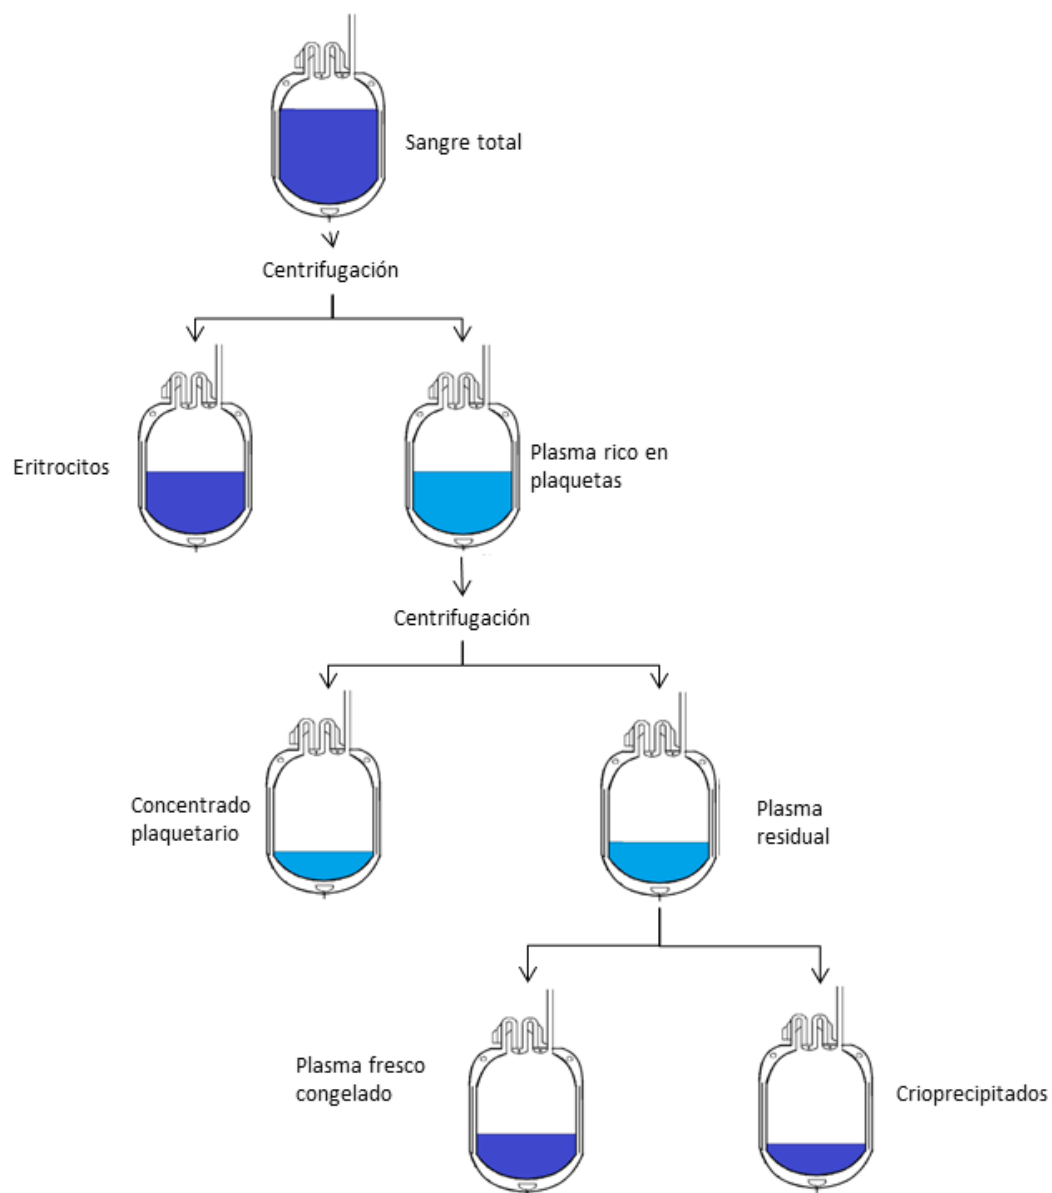 Sangre total
Centrifugación
Eritrocitos
Plasma rico en
plaquetas
Centrifugación
Concentrado
plaquetario
Plasma
residual
Plasma fresco
congelado
Crioprecipitados